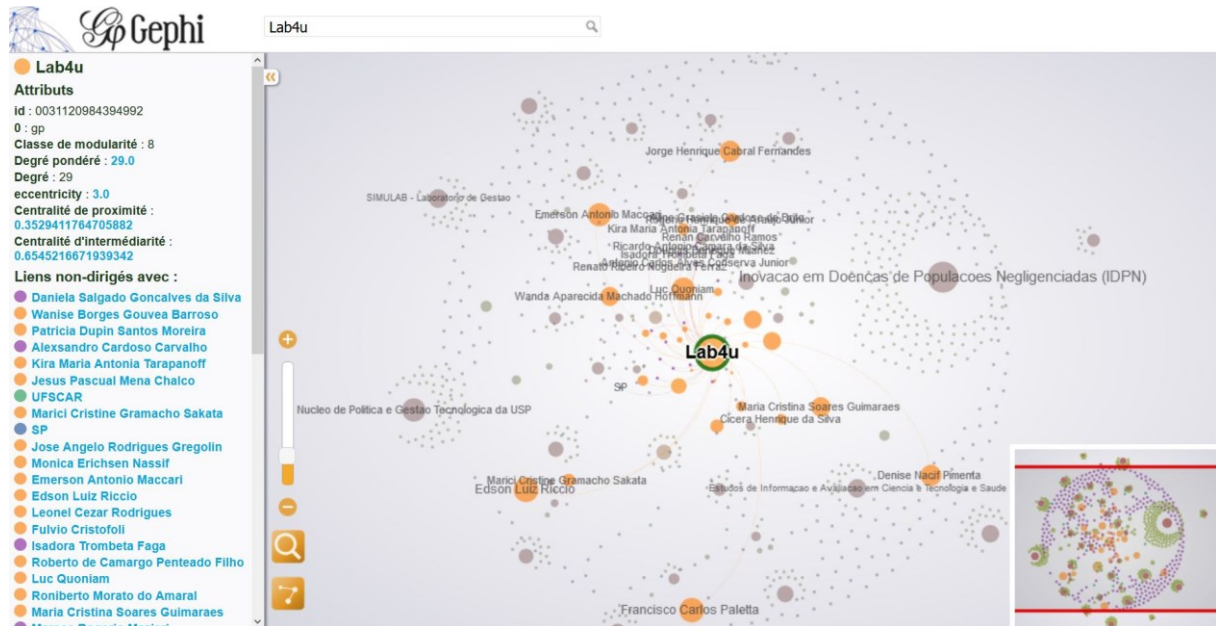 Gephi
Lab4u
Lab4u
Attributs
id : 0031120984394992
0 : gp
Classe de modularité : 8
Degré pondéré : 29.0
Degré : 29
eccentricity : 3.0
Centralité de proximité :
0.3529411764705882
Centralité d'intermédiarité :
0.6545216671939342
Liens non-dirigés avec :
Daniela Salgado Goncalves da Silva
Wanise Borges Gouvea Barroso
Patricia Dupin Santos Moreira
Alexsandro Cardoso Carvalho
Kira Maria Antonia Tarapanoff
Jesus Pascual Mena Chalco
UFSCAR
Marici Cristine Gramacho Sakata
SP
Jose Angelo Rodrigues Gregolin
Monica Erichsen Nassif
Emerson Antonio Maccari
Edson Luiz Riccio
Leonel Cezar Rodrigues
Fulvio Cristofoli
Isadora Trombeta Faga
Roberto de Camargo Penteado Filho
Luc Quoniam
Roniberto Morato do Amaral
Maria Cristina Soares Guimaraes
Jorge Henrique Cabral Fernandes
SIMULAB - Laboratorio de Gestao
Emerson Antonio Maccari
Kira Maria Antonia Tarapanoff
Renan Carvalho Ramos
Ricardo Antonio Camara da Silva
Isadora Trombeta Faga
Antonio Carlos Alves Conserva Junior
Renato Ribeiro Nogueira Ferraz
Inovacao em Doencas de Populacoes Negligenciadas (IDPN)
Luc Quoniam
Wanda Aparecida Machado Hoffmann
Lab4u
SP
Nucleo de Politica e Gestao Tecnologica da USP
Maria Cristina Soares Guimaraes
Cicera Henrique da Silva
Marici Cristine Gramacho Sakata
Edson Luiz Riccio
Denise Nacif Pimenta
Estudos de Informacao e Avaliacao em Ciencia e Tecnologia e Saude
Francisco Carlos Paletta